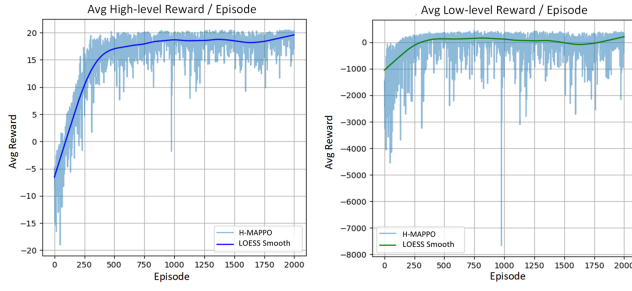 Avg High-level Reward / Episode
20
15
10
5
0
−5
−10
−15
−20
Avg Reward
0 250 500 750 1000 1250 1500 1750 2000
Episode
H-MAPPO
LOESS Smooth
Avg Low-level Reward / Episode
0
−1000
−2000
−3000
−4000
−5000
−6000
−7000
−8000
Avg Reward
0 250 500 750 1000 1250 1500 1750 2000
Episode
H-MAPPO
LOESS Smooth